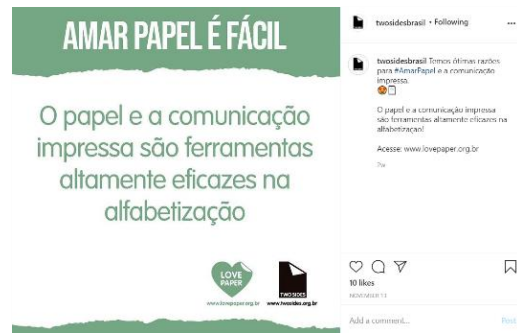 AMAR PAPEL É FÁCIL
O papel e a comunicação
impressa são ferramentas
altamente eficazes na
alfabetização
LOVE
PAPER
TWO SIDES
www.lovepaper.org.br
www.twosides.org.br
twosidesbrasil • Following
twosidesbrasil Temos ótimas razões
para #AmarPapel e a comunicação
impressa.
😍📋
O papel e a comunicação impressa
são ferramentas altamente eficazes na
alfabetização!
Acesse: www.lovepaper.org.br
10 likes
NOVEMBER 11
Add a comment...
Post